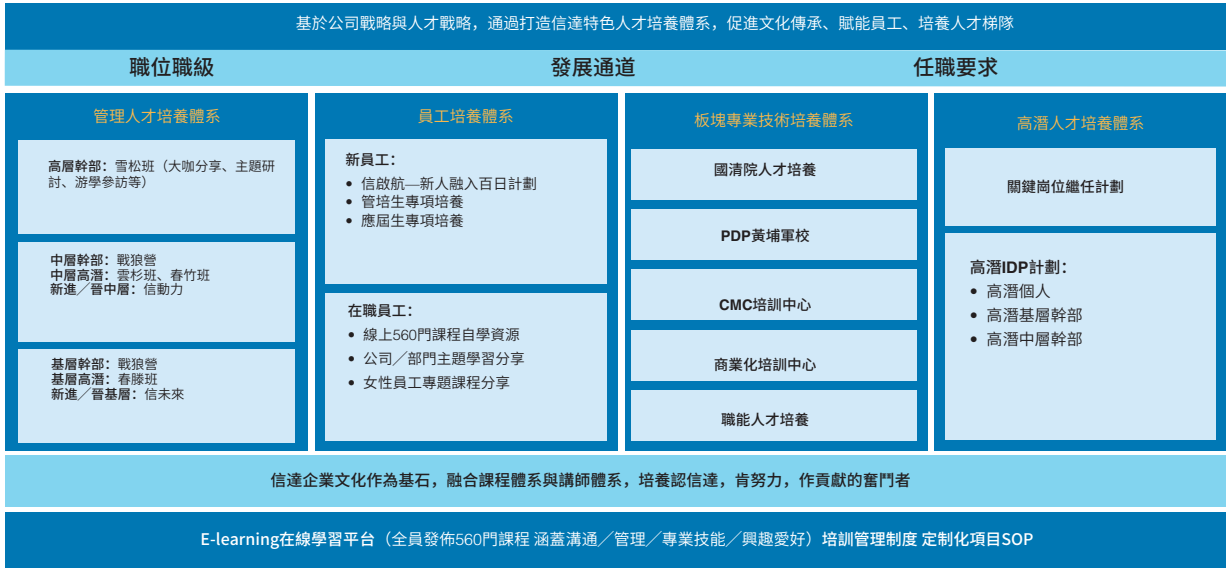 基於公司戰略與人才戰略，通過打造信達特色人才培養體系，促進文化傳承、賦能員工、培養人才梯隊
職位職級
發展通道
任職要求
管理人才培養體系
高層幹部：雪松班（大咖分享、主題研
討、游學參訪等）
中層幹部：戰狼營
中層高潛：雲杉班、春竹班
新進／晉中層：信動力
基層幹部：戰狼營
基層高潛：春滕班
新進／晉基層：信未來
員工培養體系
新員工：
• 信啟航—新人融入百日計劃
• 管培生專項培養
• 應屆生專項培養
在職員工：
• 線上560門課程自學資源
• 公司／部門主題學習分享
• 女性員工專題課程分享
板塊專業技術培養體系
國清院人才培養
PDP黃埔軍校
CMC培訓中心
商業化培訓中心
職能人才培養
高潛人才培養體系
關鍵崗位繼任計劃
高潛IDP計劃：
• 高潛個人
• 高潛基層幹部
• 高潛中層幹部
信達企業文化作為基石，融合課程體系與講師體系，培養認信達，肯努力，作貢獻的奮鬥者
E-learning在線學習平台（全員發佈560門課程 涵蓋溝通／管理／專業技能／興趣愛好）培訓管理制度 定制化項目SOP